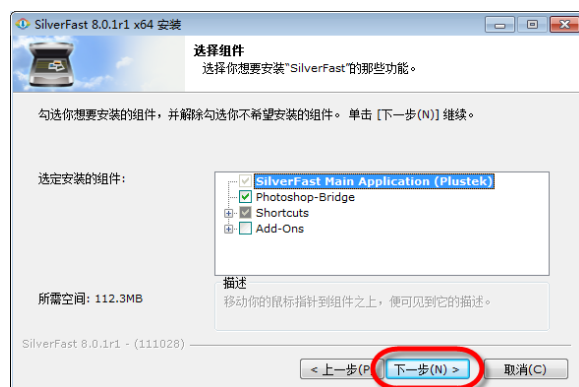 SilverFast 8.0.1r1 x64 安装
选择组件
选择你想要安装“SilverFast”的那些功能。
勾选你想要安装的组件，并解除勾选你不希望安装的组件。 单击 [下一步(N)] 继续。
选定安装的组件:
SilverFast Main Application (Plustek)
Photoshop-Bridge
Shortcuts
Add-Ons
所需空间: 112.3MB
描述
移动你的鼠标指针到组件之上，便可见到它的描述。
SilverFast 8.0.1r1 - (111028)
< 上一步(P)
下一步(N) >
取消(C)